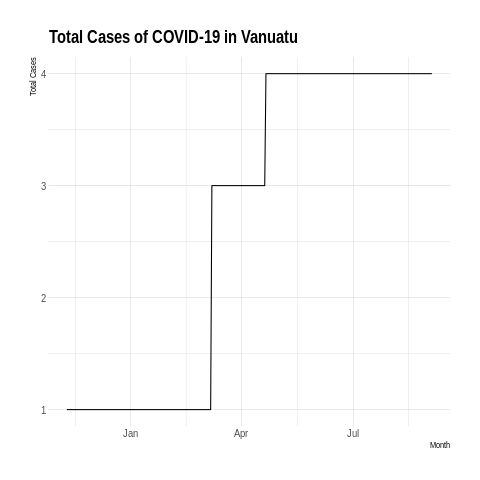 Total Cases of COVID-19 in Vanuatu
Total Cases
4
3
2
1
Jan Apr Jul
Month